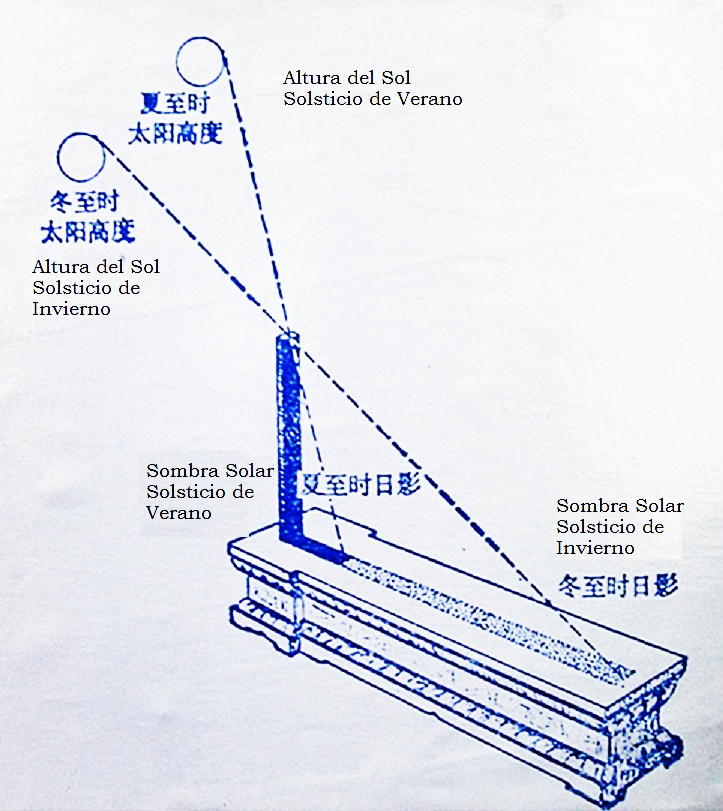 Altura del Sol
Solsticio de Verano
夏至时
太阳高度
冬至时
太阳高度
Altura del Sol
Solsticio de
Invierno
Sombra Solar
Solsticio de
Verano
夏至时日影
Sombra Solar
Solsticio de
Invierno
冬至时日影